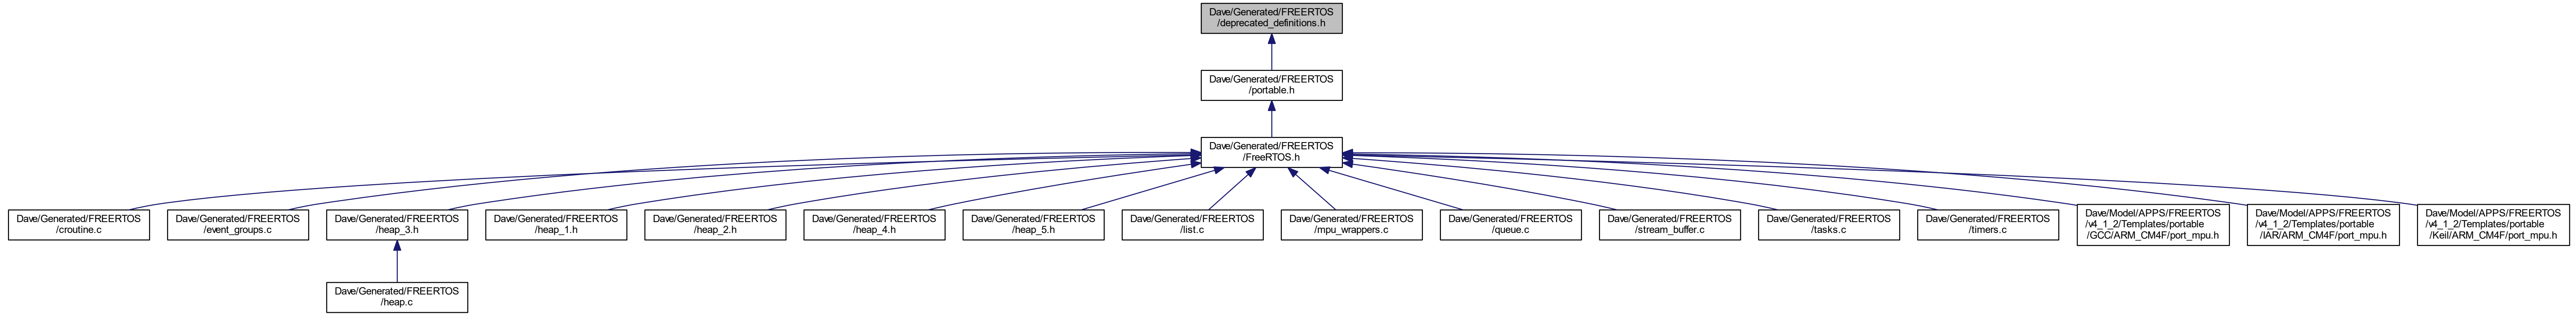 Dave/Generated/FREERTOS
/deprecated_definitions.h
Dave/Generated/FREERTOS
/portable.h
Dave/Generated/FREERTOS
/FreeRTOS.h
Dave/Generated/FREERTOS
/croutine.c
Dave/Generated/FREERTOS
/event_groups.c
Dave/Generated/FREERTOS
/heap_3.h
Dave/Generated/FREERTOS
/heap_1.h
Dave/Generated/FREERTOS
/heap_2.h
Dave/Generated/FREERTOS
/heap_4.h
Dave/Generated/FREERTOS
/heap_5.h
Dave/Generated/FREERTOS
/list.c
Dave/Generated/FREERTOS
/mpu_wrappers.c
Dave/Generated/FREERTOS
/queue.c
Dave/Generated/FREERTOS
/stream_buffer.c
Dave/Generated/FREERTOS
/tasks.c
Dave/Generated/FREERTOS
/timers.c
Dave/Model/APPS/FREERTOS
/v4_1_2/Templates/portable
/GCC/ARM_CM4F/port_mpu.h
Dave/Model/APPS/FREERTOS
/v4_1_2/Templates/portable
/IAR/ARM_CM4F/port_mpu.h
Dave/Model/APPS/FREERTOS
/v4_1_2/Templates/portable
/Keil/ARM_CM4F/port_mpu.h
Dave/Generated/FREERTOS
/heap.c